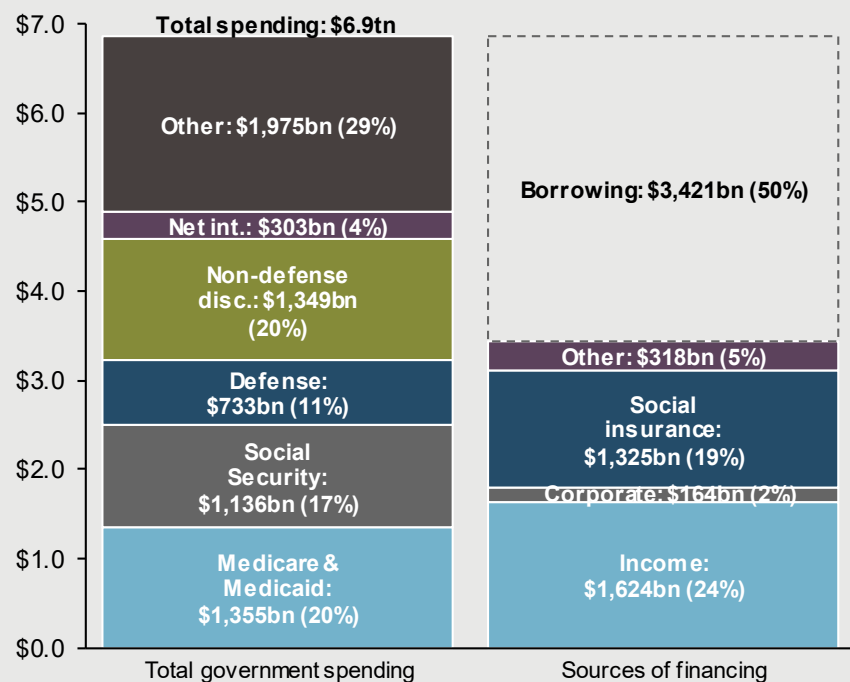 $7.0
$6.0
$5.0
$4.0
$3.0
$2.0
$1.0
$0.0
Total spending: $6.9tn
Other: $1,975bn (29%)
Net int.: $303bn (4%)
Non-defense
disc.: $1,349bn
(20%)
Defense:
$733bn (11%)
Social
Security:
$1,136bn (17%)
Medicare &
Medicaid:
$1,355bn (20%)
Total government spending
Borrowing: $3,421bn (50%)
Other: $318bn (5%)
Social
insurance:
$1,325bn (19%)
Corporate: $164bn (2%)
Income:
$1,624bn (24%)
Sources of financing